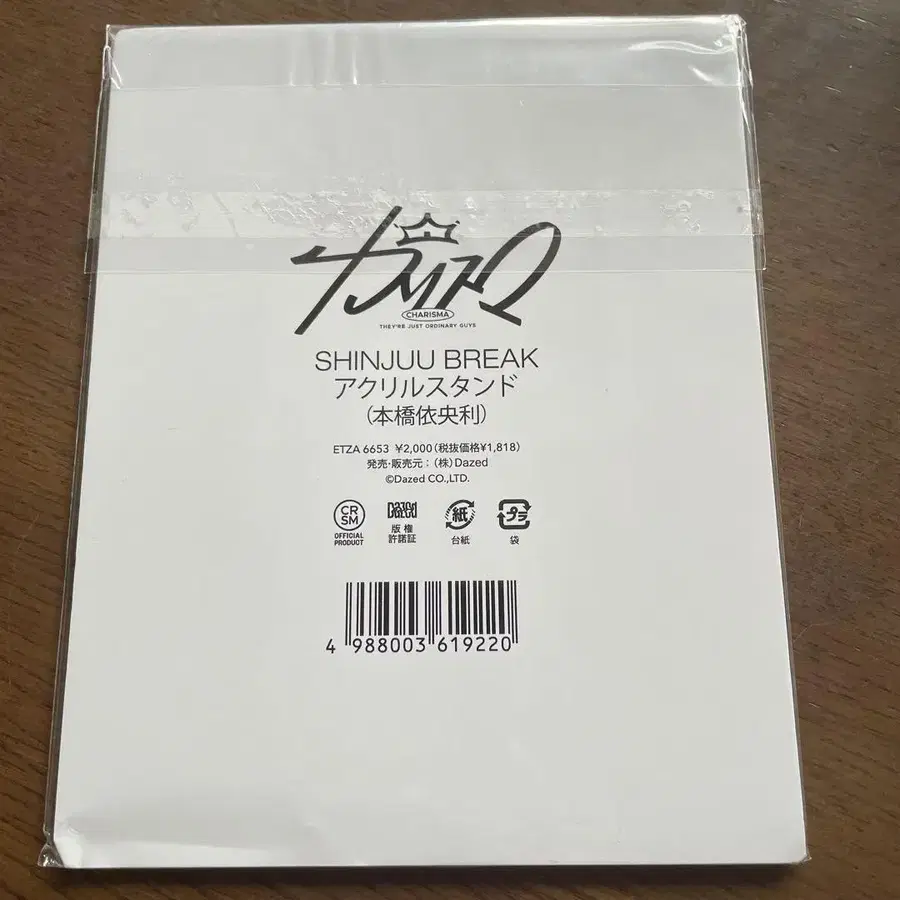 カリスマ
CHARISMA
THEY'RE JUST ORDINARY GUYS
SHINJUU BREAK
アクリルスタンド
(本橋依央利)
ETZA 6653 ¥2,000(税抜価格¥1,818)
発売・販売元:(株)Dazed
©Dazed CO.,LTD.
CR
SM
OFFICIAL
PRODUCT
Dazed
版権
許諾証
紙
台紙
プラ
袋
4 988003 619220